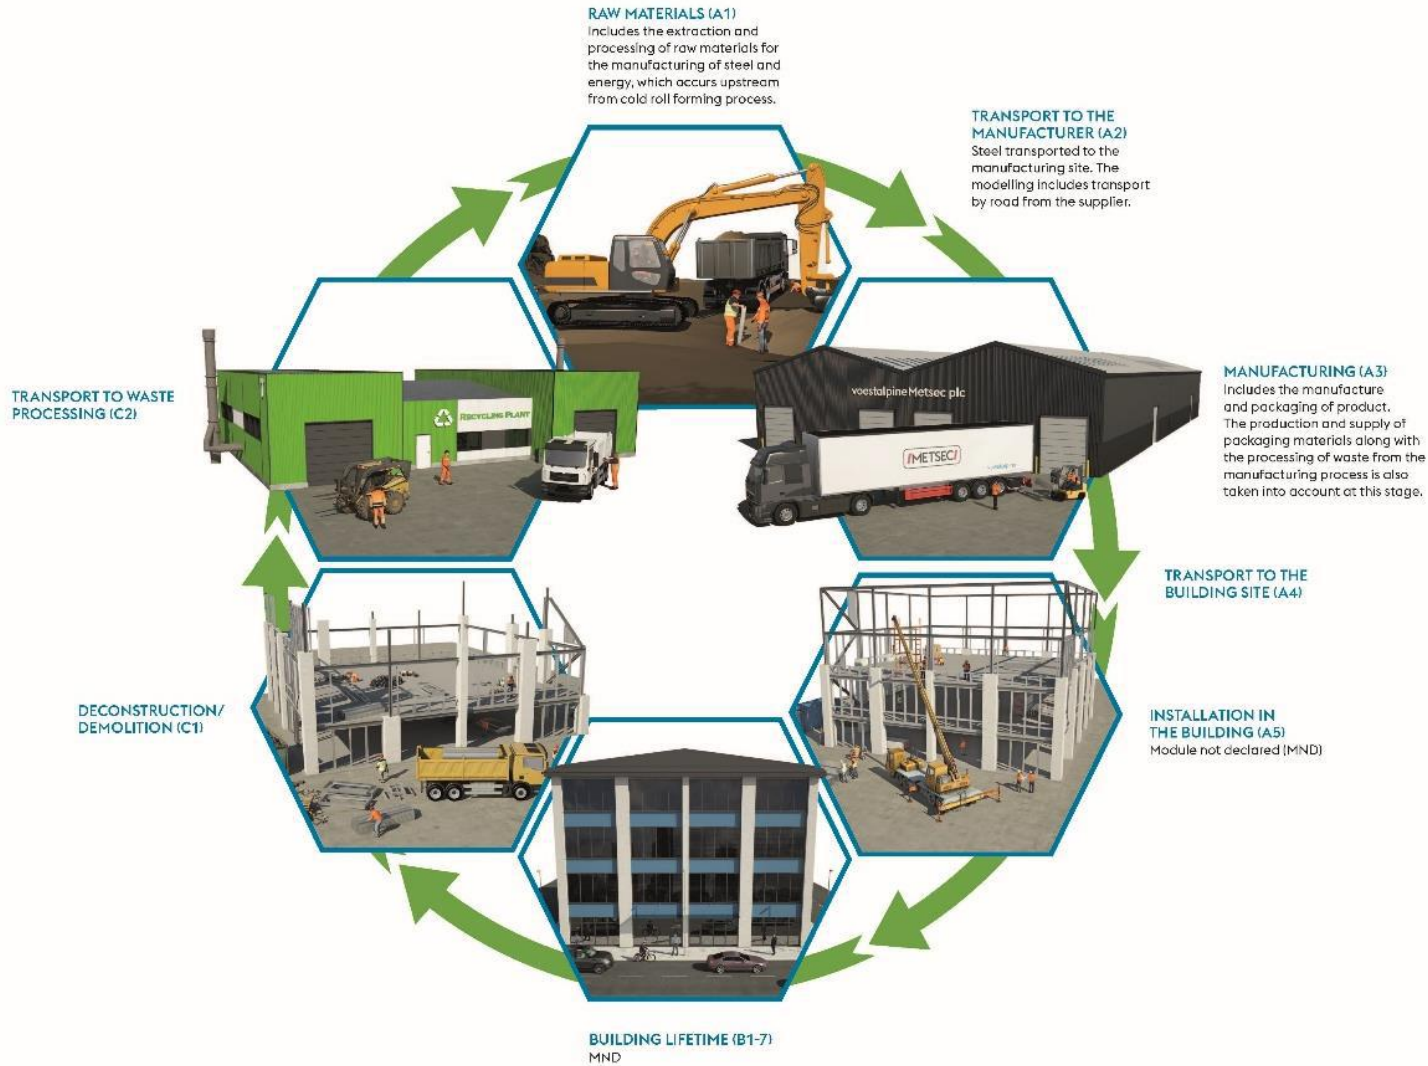 RAW MATERIALS (A1)
Includes the extraction and
processing of raw materials for
the manufacturing of steel and
energy, which occurs upstream
from cold roll forming process.
TRANSPORT TO THE
MANUFACTURER (A2)
Steel transported to the
manufacturing site. The
modelling includes transport
by road from the supplier.
voestalpine Metsec plc
METSEC
MANUFACTURING (A3)
Includes the manufacture
and packaging of product.
The production and supply of
packaging materials along with
the processing of waste from the
manufacturing process is also
taken into account at this stage.
TRANSPORT TO THE
BUILDING SITE (A4)
INSTALLATION IN
THE BUILDING (A5)
Module not declared (MND)
BUILDING LIFETIME (B1-7)
MND
DECONSTRUCTION/
DEMOLITION (C1)
TRANSPORT TO WASTE
PROCESSING (C2)
RECYCLING PLANT